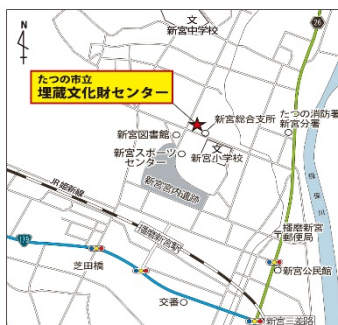 文
新宮中学校
26
N
たつの市立
埋蔵文化財センター
新宮総合支所
たつの消防署
新宮分署
新宮図書館
文
新宮小学校
新宮スポーツ
センター
新宮宮内遺跡
揖保川
JR姫新線
播磨新宮駅
播磨新宮
郵便局
179
芝田橋
新宮公民館
交番
新宮三差路